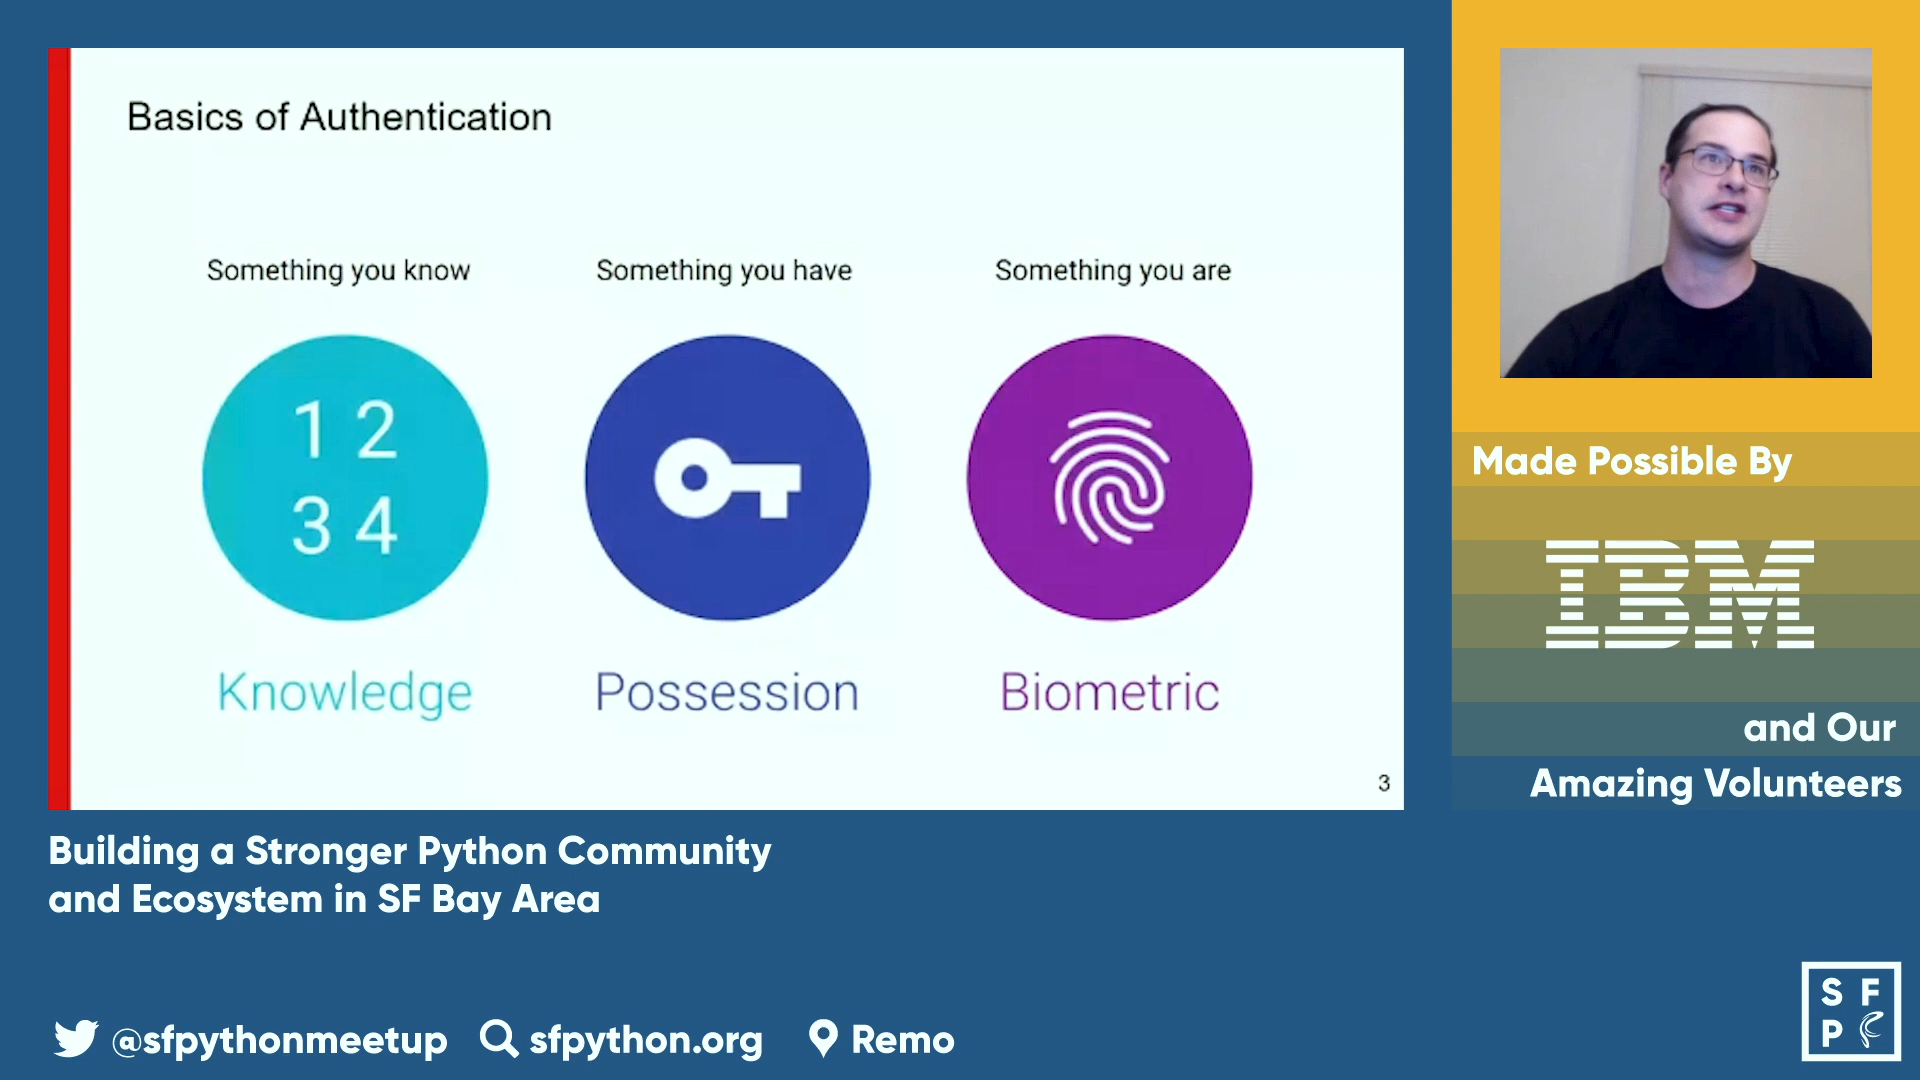 Basics of Authentication
Something you know
Something you have
Something you are
1 2
3 4
Knowledge
Possession
Biometric
3
Made Possible By
IBM
and Our
Amazing Volunteers
Building a Stronger Python Community
and Ecosystem in SF Bay Area
@sfpythonmeetup
sfpython.org
Remo
S F
P